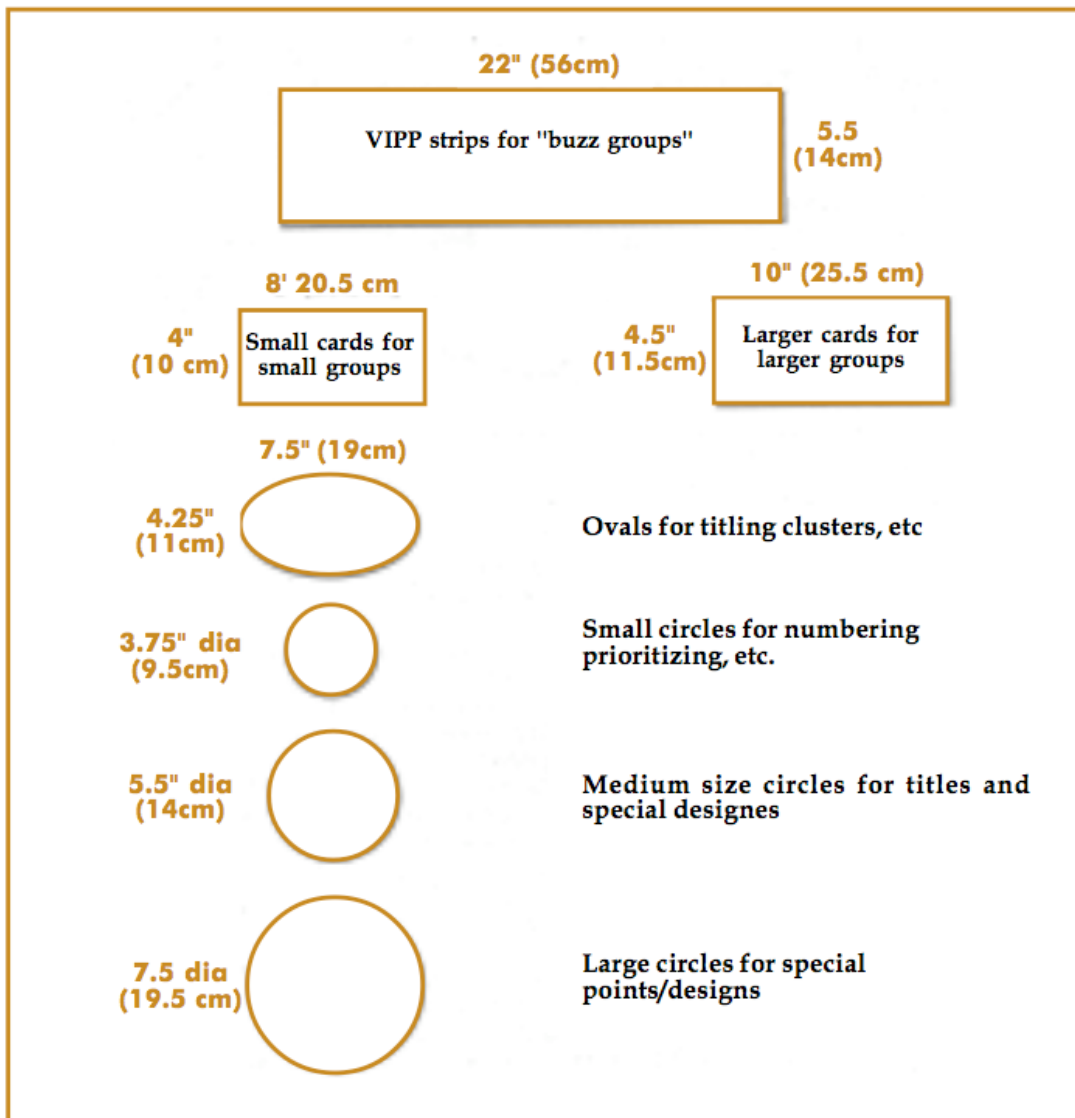 22" (56cm)
VIPP strips for "buzz groups"
5.5
(14cm)
8' 20.5 cm
4"
(10 cm)
Small cards for
small groups
10" (25.5 cm)
4.5"
(11.5cm)
Larger cards for
larger groups
7.5" (19cm)
4.25"
(11cm)
Ovals for titling clusters, etc
3.75" dia
(9.5cm)
Small circles for numbering
prioritizing, etc.
5.5" dia
(14cm)
Medium size circles for titles and
special designe​s
7.5 dia
(19.5 cm)
Large circles for special
points/designs